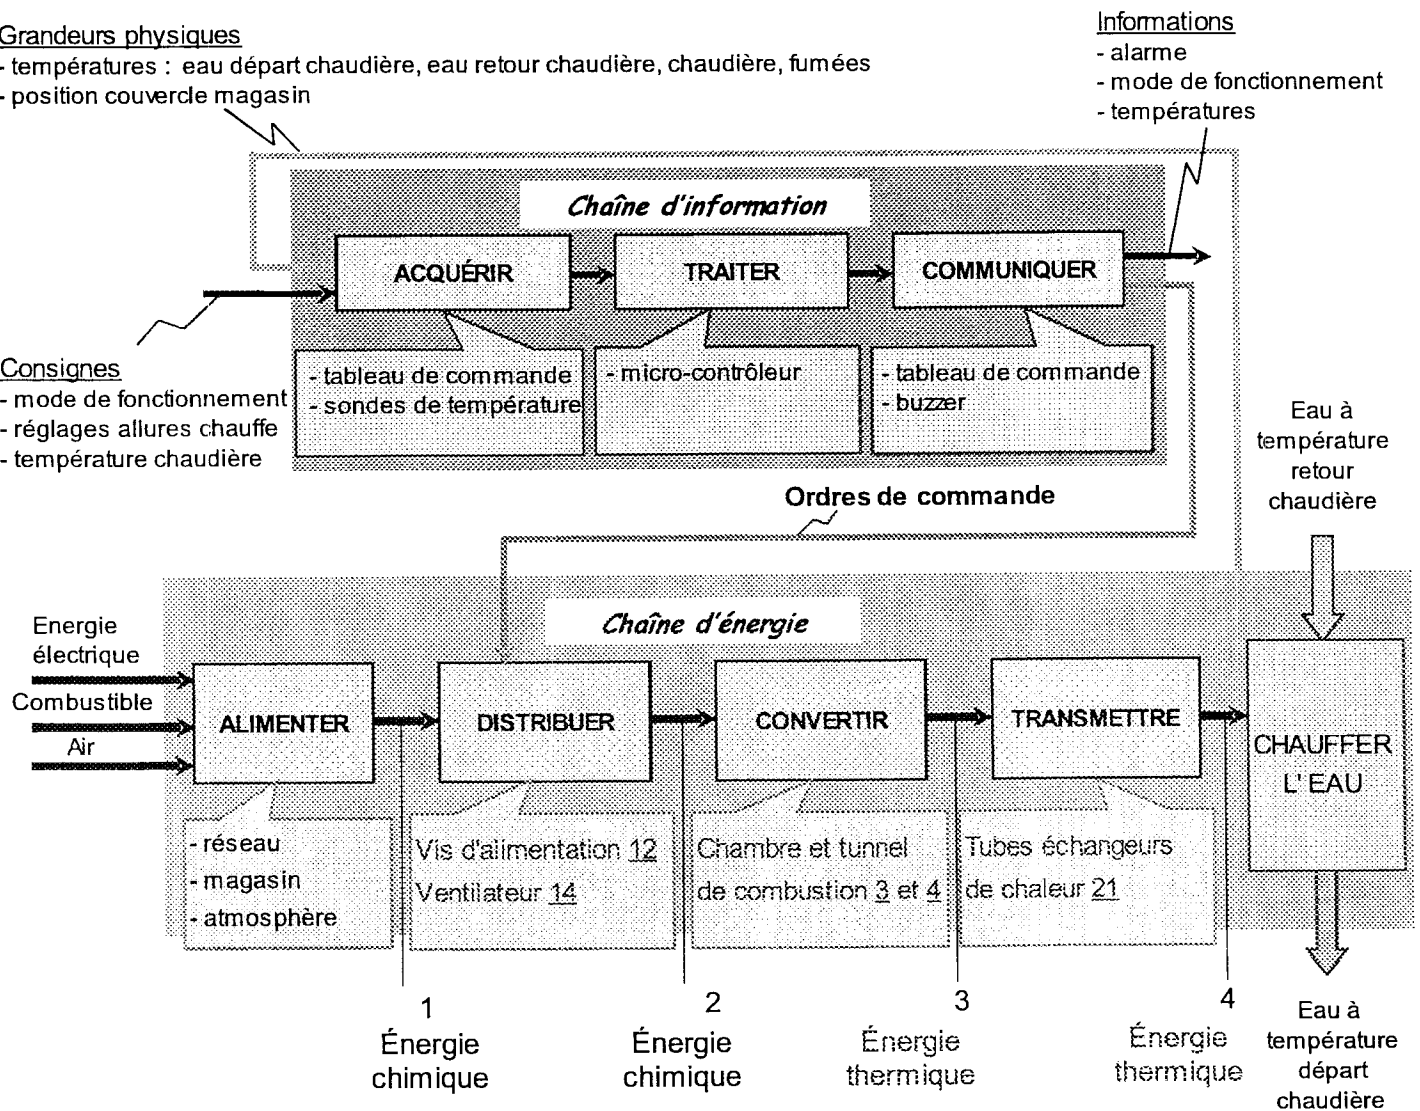 Grandeurs physiques
- températures : eau départ chaudière, eau retour chaudière, chaudière, fumées
- position couvercle magasin
Informations
- alarme
- mode de fonctionnement
- températures
Chaîne d'information
ACQUÉRIR
TRAITER
COMMUNIQUER
Consignes
- mode de fonctionnement
- réglages allures chauffe
- température chaudière
- tableau de commande
- sondes de température
- micro-contrôleur
- tableau de commande
- buzzer
Ordres de commande
Eau à
température
retour
chaudière
Chaîne d'énergie
Energie
électrique
Combustible
Air
ALIMENTER
DISTRIBUER
CONVERTIR
TRANSMETTRE
CHAUFFER
L' EAU
- réseau
- magasin
- atmosphère
Vis d'alimentation 12
Ventilateur 14
Chambre et tunnel
de combustion 3 et 4
Tubes échangeurs
de chaleur 21
1
Énergie
chimique
2
Énergie
chimique
3
Énergie
thermique
4
Énergie
thermique
Eau à
température
départ
chaudière